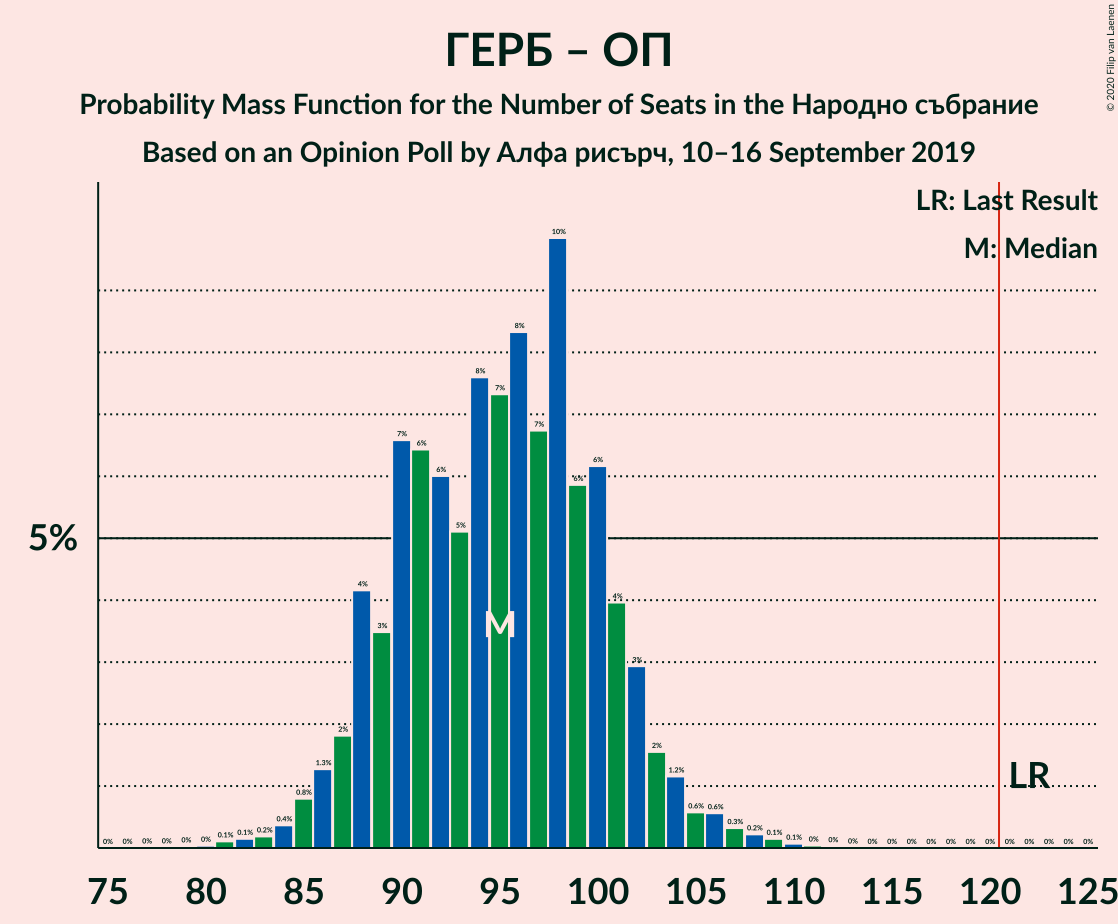 ГЕРБ – ОП
Probability Mass Function for the Number of Seats in the Народно събрание
Based on an Opinion Poll by Алфа рисърч, 10–16 September 2019
© 2020 Filip van Laenen
LR: Last Result
M: Median
5%
0% 0% 0% 0% 0% 0% 0.1% 0.1% 0.2% 0.4% 0.8% 1.3% 2% 4% 3% 7% 6% 6% 5% 8% 7% 8% 7% 10% 6% 6% 4% 3% 2% 1.2% 0.6% 0.6% 0.3% 0.2% 0.1% 0.1% 0% 0% 0% 0% 0% 0% 0% 0% 0% 0% 0% 0% 0% 0% 0%
M
LR
75 80 85 90 95 100 105 110 115 120 125